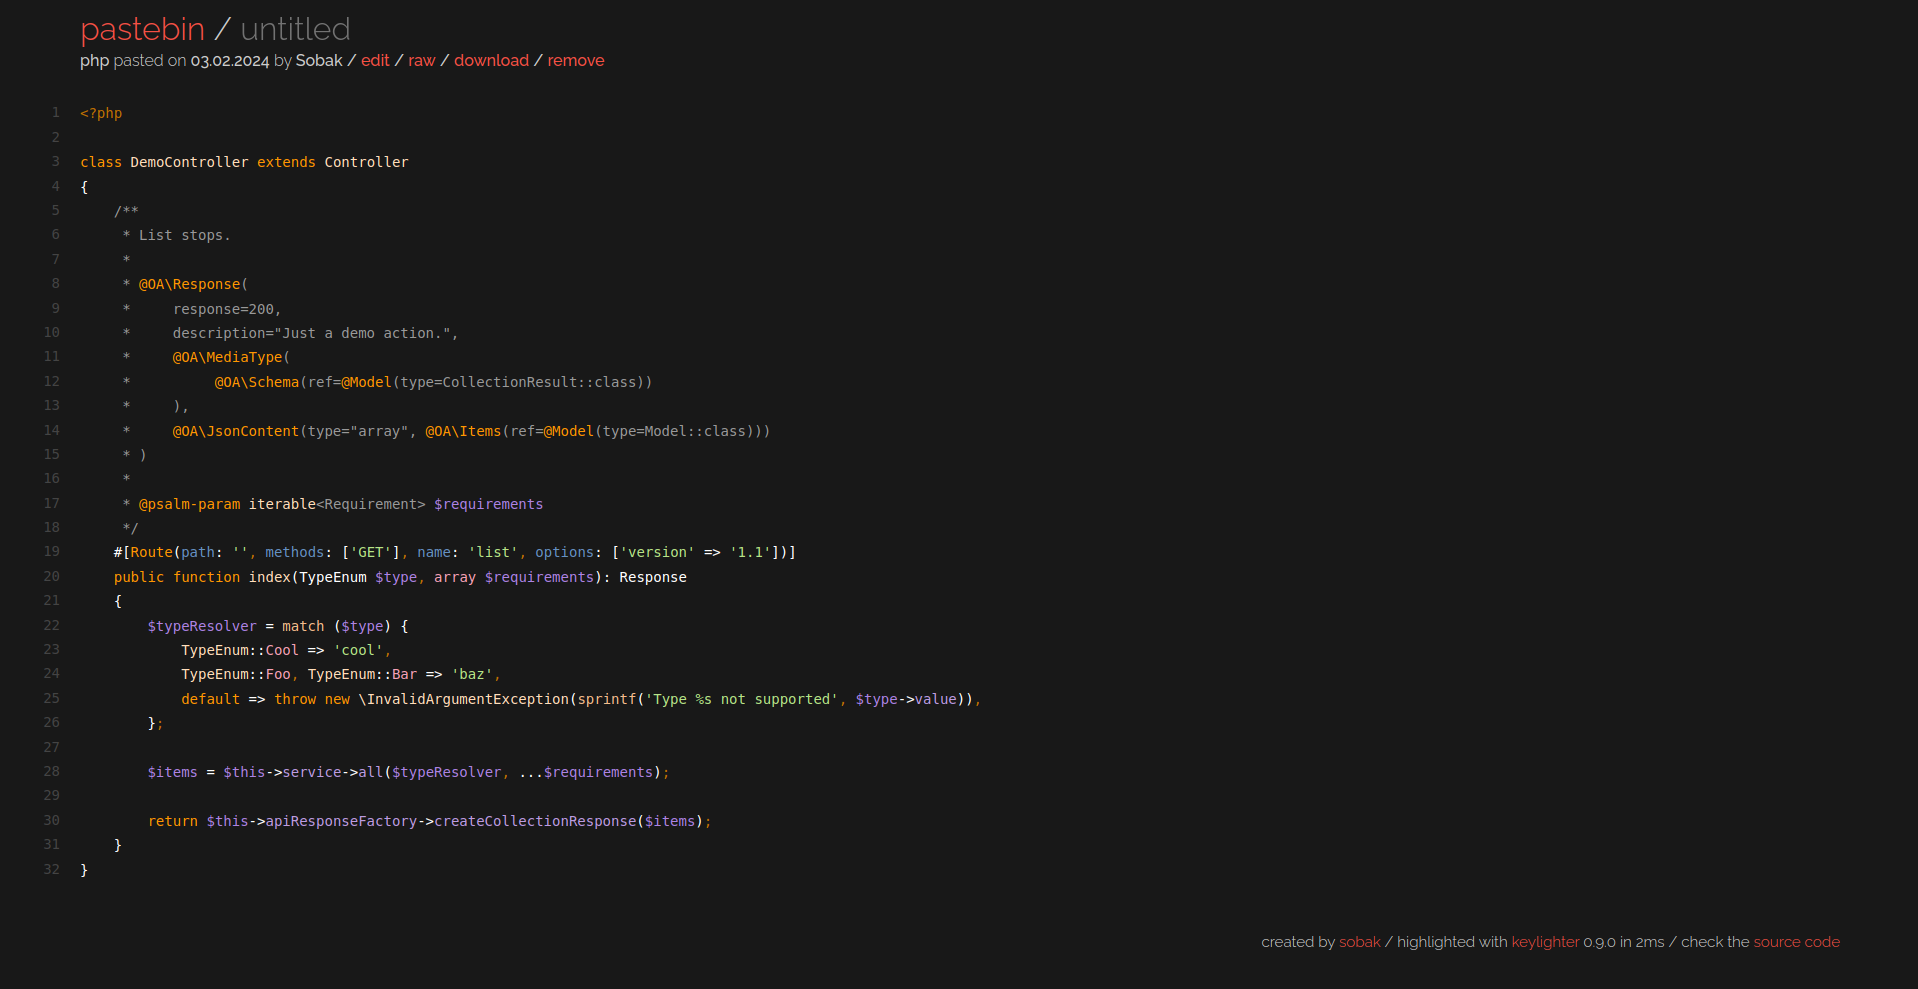 pastebin / untitled
php pasted on 03.02.2024 by Sobak / edit / raw / download / remove
1 <?php
2
3 class DemoController extends Controller
4 {
5     /**
6      * List stops.
7      *
8      * @OA\Response(
9      *     response=200,
10      *     description="Just a demo action.",
11      *     @OA\MediaType(
12      *          @OA\Schema(ref=@Model(type=CollectionResult::class))
13      *     ),
14      *     @OA\JsonContent(type="array", @OA\Items(ref=@Model(type=Model::class)))
15      * )
16      *
17      * @psalm-param iterable<Requirement> $requirements
18      */
19     #[Route(path: '', methods: ['GET'], name: 'list', options: ['version' => '1.1'])]
20     public function index(TypeEnum $type, array $requirements): Response
21     {
22         $typeResolver = match ($type) {
23             TypeEnum::Cool => 'cool',
24             TypeEnum::Foo, TypeEnum::Bar => 'baz',
25             default => throw new \InvalidArgumentException(sprintf('Type %s not supported', $type->value)),
26         };
27
28         $items = $this->service->all($typeResolver, ...$requirements);
29
30         return $this->apiResponseFactory->createCollectionResponse($items);
31     }
32 }
created by sobak / highlighted with keylighter 0.9.0 in 2ms / check the source code